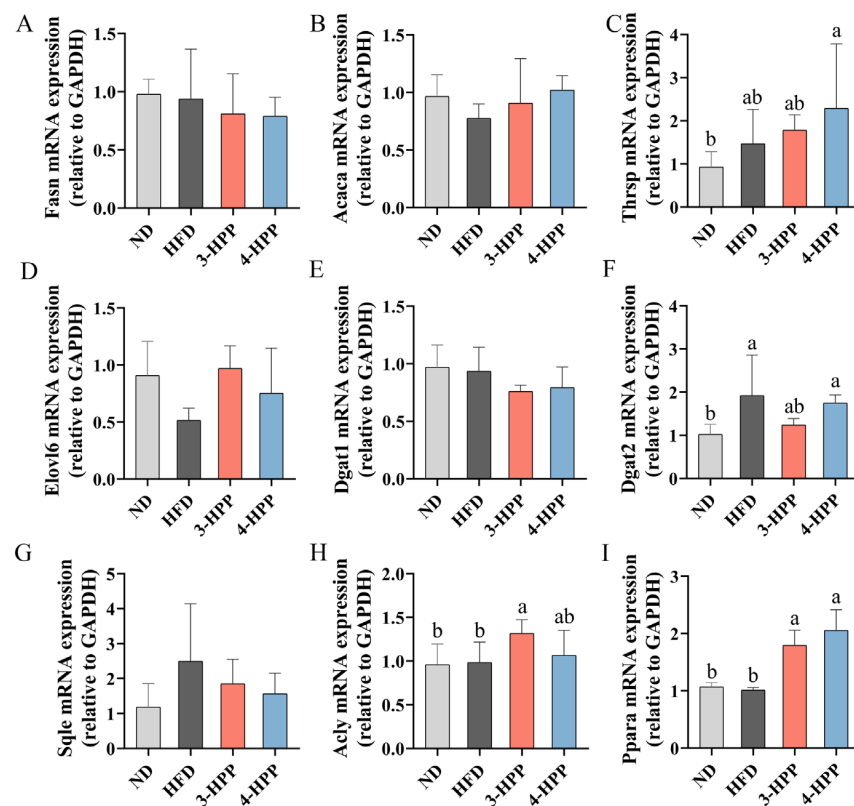 A
Fasn mRNA expression
(relative to GAPDH)
1.5
1.0
0.5
0.0
ND
HFD
3-HPP
4-HPP
B
Acaca mRNA expression
(relative to GAPDH)
1.5
1.0
0.5
0.0
ND
HFD
3-HPP
4-HPP
C
Thrsp mRNA expression
(relative to GAPDH)
4
3
2
1
0
b
ab
ab
a
ND
HFD
3-HPP
4-HPP
D
Elovl6 mRNA expression
(relative to GAPDH)
1.5
1.0
0.5
0.0
ND
HFD
3-HPP
4-HPP
E
Dgat1 mRNA expression
(relative to GAPDH)
1.5
1.0
0.5
0.0
ND
HFD
3-HPP
4-HPP
F
Dgat2 mRNA expression
(relative to GAPDH)
4
3
2
1
0
b
a
ab
a
ND
HFD
3-HPP
4-HPP
G
Sqle mRNA expression
(relative to GAPDH)
5
4
3
2
1
0
ND
HFD
3-HPP
4-HPP
H
Acly mRNA expression
(relative to GAPDH)
2.0
1.5
1.0
0.5
0.0
b
b
a
ab
ND
HFD
3-HPP
4-HPP
I
Ppara mRNA expression
(relative to GAPDH)
3
2
1
0
b
b
a
a
ND
HFD
3-HPP
4-HPP